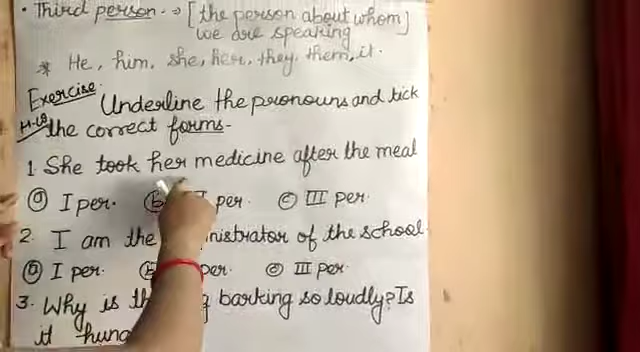 • Third person - → [the person about whom
we are speaking]
* He, him, she, her, they, them, it.
Exercise Underline the pronouns and tick
H-W the correct forms -
1. She took her medicine after the meal
(a) I per. (b) per. (c) III per.
2. I am the of the school.
(a) I per. (b) per. (c) III per.
3. Why is barking so loudly? Is
it